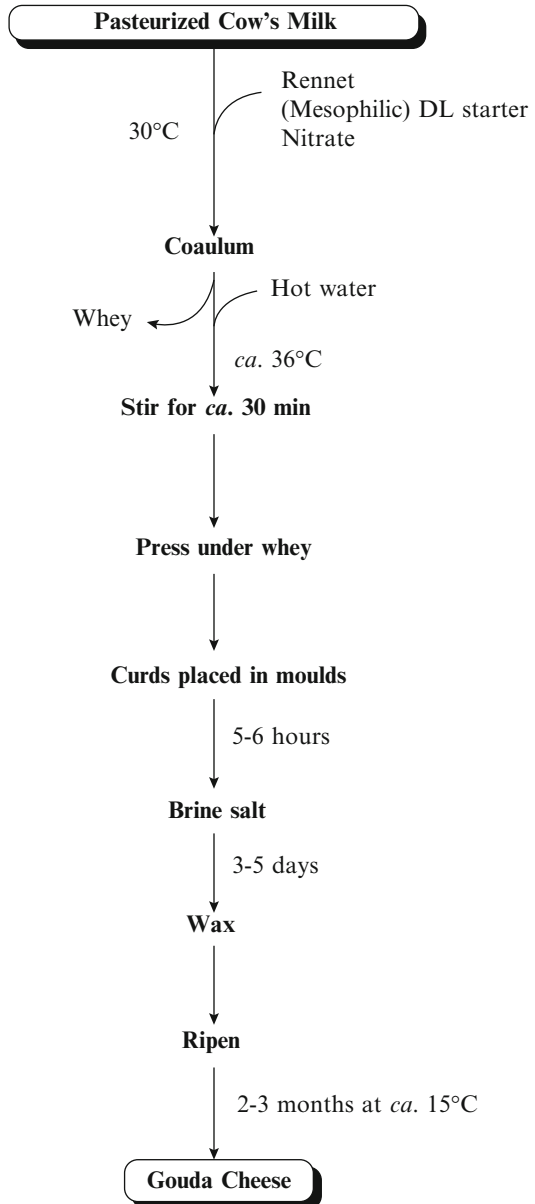 Pasteurized Cow's Milk
Rennet
(Mesophilic) DL starter
30°C
Nitrate
Coaulum
Hot water
Whey
ca. 36°C
Stir for ca. 30 min
Press under whey
Curds placed in moulds
5-6 hours
Brine salt
3-5 days
Wax
Ripen
2-3 months at ca. 15°C
Gouda Cheese